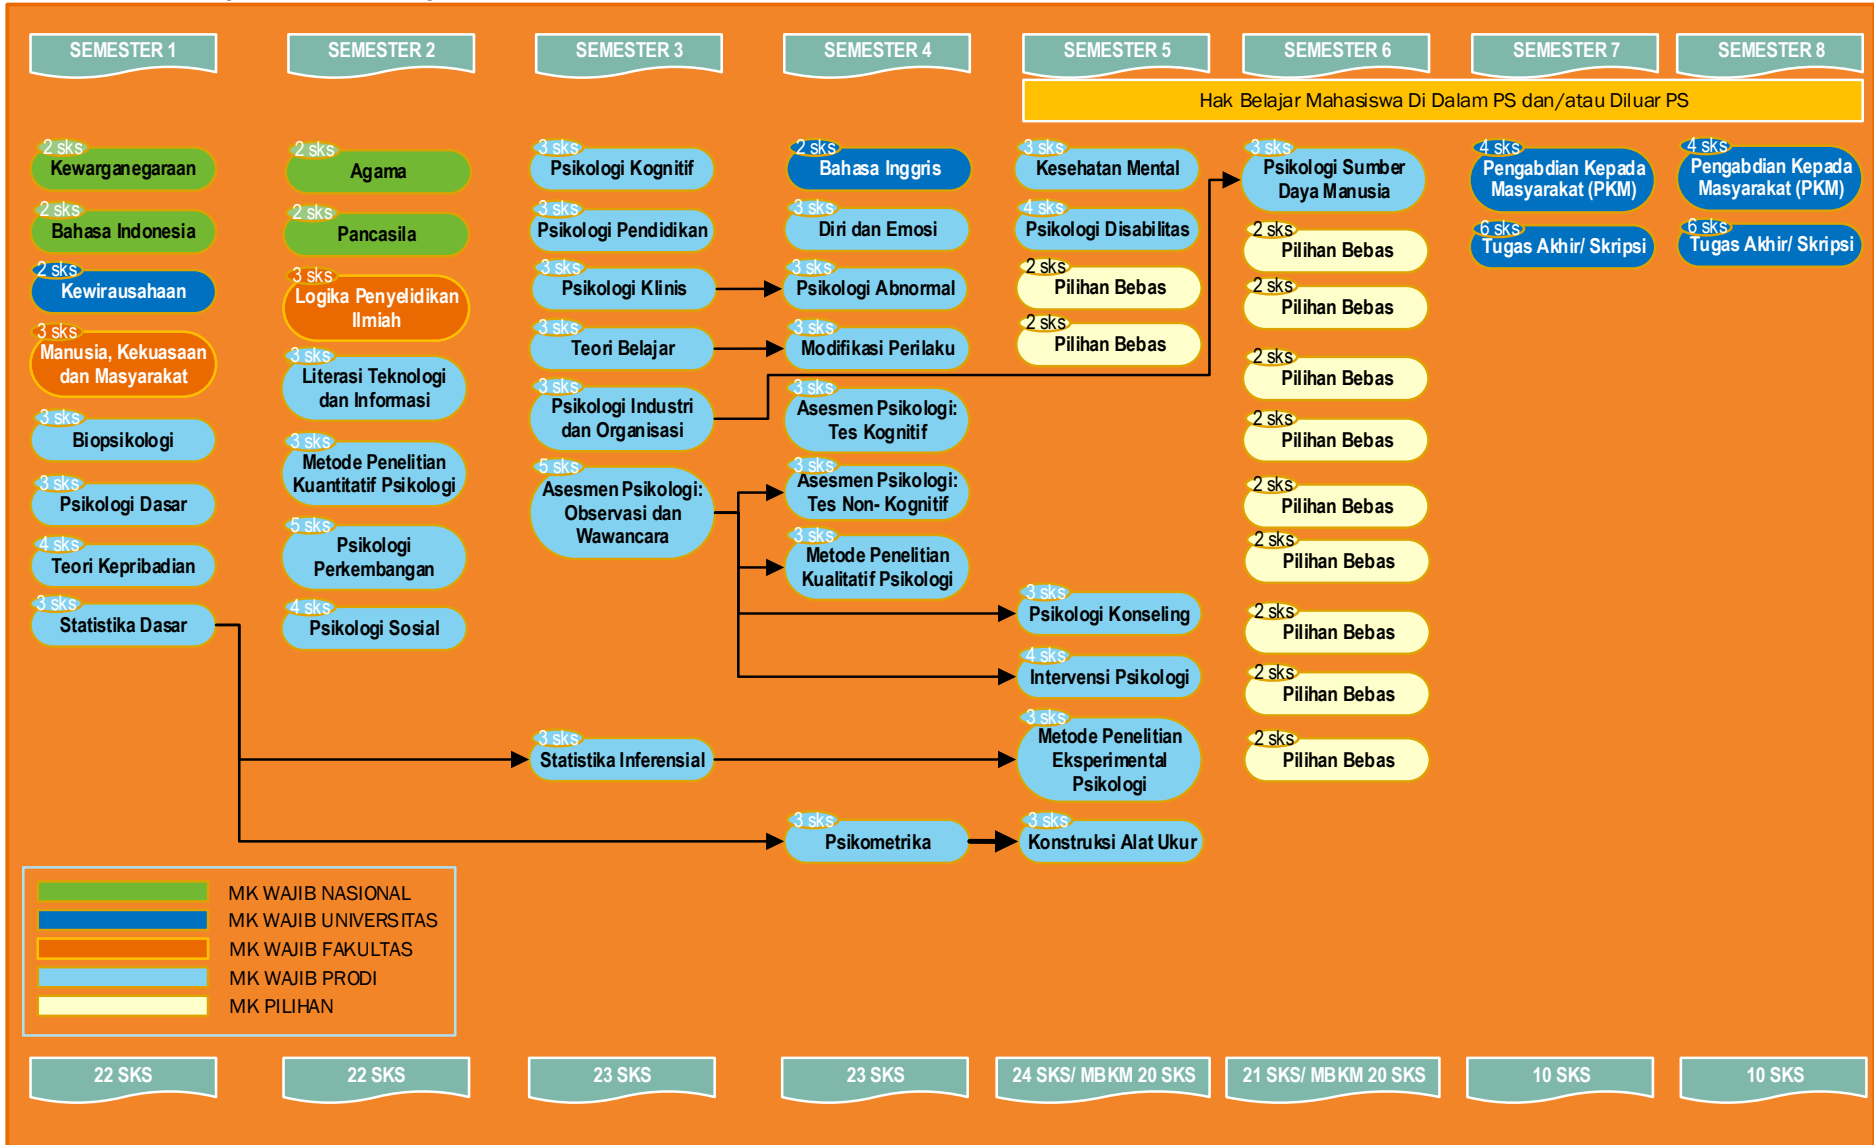 SEMESTER 1
SEMESTER 2
SEMESTER 3
SEMESTER 4
SEMESTER 5
SEMESTER 6
SEMESTER 7
SEMESTER 8
Hak Belajar Mahasiswa Di Dalam PS dan/atau Diluar PS
2 sks
Kewarganegaraan
2 sks
Bahasa Indonesia
2 sks
Kewirausahaan
3 sks
Manusia, Kekuasaan
dan Masyarakat
3 sks
Biopsikologi
3 sks
Psikologi Dasar
4 sks
Teori Kepribadian
3 sks
Statistika Dasar
2 sks
Agama
2 sks
Pancasila
3 sks
Logika Penyelidikan
Ilmiah
3 sks
Literasi Teknologi
dan Informasi
3 sks
Metode Penelitian
Kuantitatif Psikologi
5 sks
Psikologi
Perkembangan
4 sks
Psikologi Sosial
3 sks
Psikologi Kognitif
3 sks
Psikologi Pendidikan
3 sks
Psikologi Klinis
3 sks
Teori Belajar
3 sks
Psikologi Industri
dan Organisasi
5 sks
Asesmen Psikologi:
Observasi dan
Wawancara
3 sks
Statistika Inferensial
2 sks
Bahasa Inggris
3 sks
Diri dan Emosi
3 sks
Psikologi Abnormal
3 sks
Modifikasi Perilaku
3 sks
Asesmen Psikologi:
Tes Kognitif
3 sks
Asesmen Psikologi:
Tes Non- Kognitif
3 sks
Metode Penelitian
Kualitatif Psikologi
3 sks
Psikometrika
3 sks
Kesehatan Mental
4 sks
Psikologi Disabilitas
2 sks
Pilihan Bebas
2 sks
Pilihan Bebas
3 sks
Psikologi Konseling
4 sks
Intervensi Psikologi
3 sks
Metode Penelitian
Eksperimental
Psikologi
3 sks
Konstruksi Alat Ukur
3 sks
Psikologi Sumber
Daya Manusia
2 sks
Pilihan Bebas
2 sks
Pilihan Bebas
2 sks
Pilihan Bebas
2 sks
Pilihan Bebas
2 sks
Pilihan Bebas
2 sks
Pilihan Bebas
2 sks
Pilihan Bebas
2 sks
Pilihan Bebas
2 sks
Pilihan Bebas
4 sks
Pengabdian Kepada
Masyarakat (PKM)
6 sks
Tugas Akhir/ Skripsi
4 sks
Pengabdian Kepada
Masyarakat (PKM)
6 sks
Tugas Akhir/ Skripsi
MK WAJIB NASIONAL
MK WAJIB UNIVERSITAS
MK WAJIB FAKULTAS
MK WAJIB PRODI
MK PILIHAN
22 SKS
22 SKS
23 SKS
23 SKS
24 SKS/ MBKM 20 SKS
21 SKS/ MBKM 20 SKS
10 SKS
10 SKS